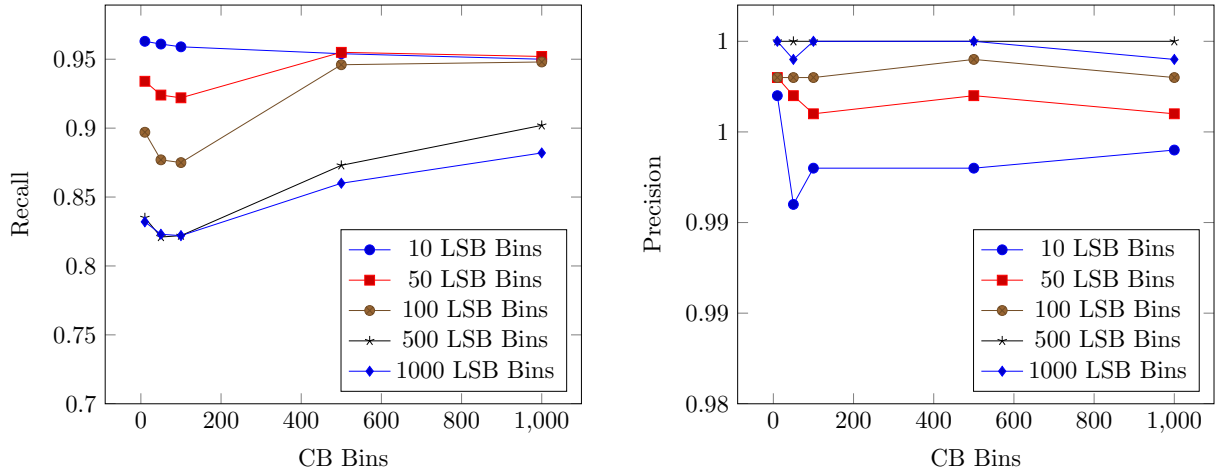 0.95
0.9
0.85
0.8
0.75
0.7
Recall
0
200
400
600
800
1,000
CB Bins
10 LSB Bins
50 LSB Bins
100 LSB Bins
500 LSB Bins
1000 LSB Bins
1
1
0.99
0.99
0.98
Precision
0
200
400
600
800
1,000
CB Bins
10 LSB Bins
50 LSB Bins
100 LSB Bins
500 LSB Bins
1000 LSB Bins